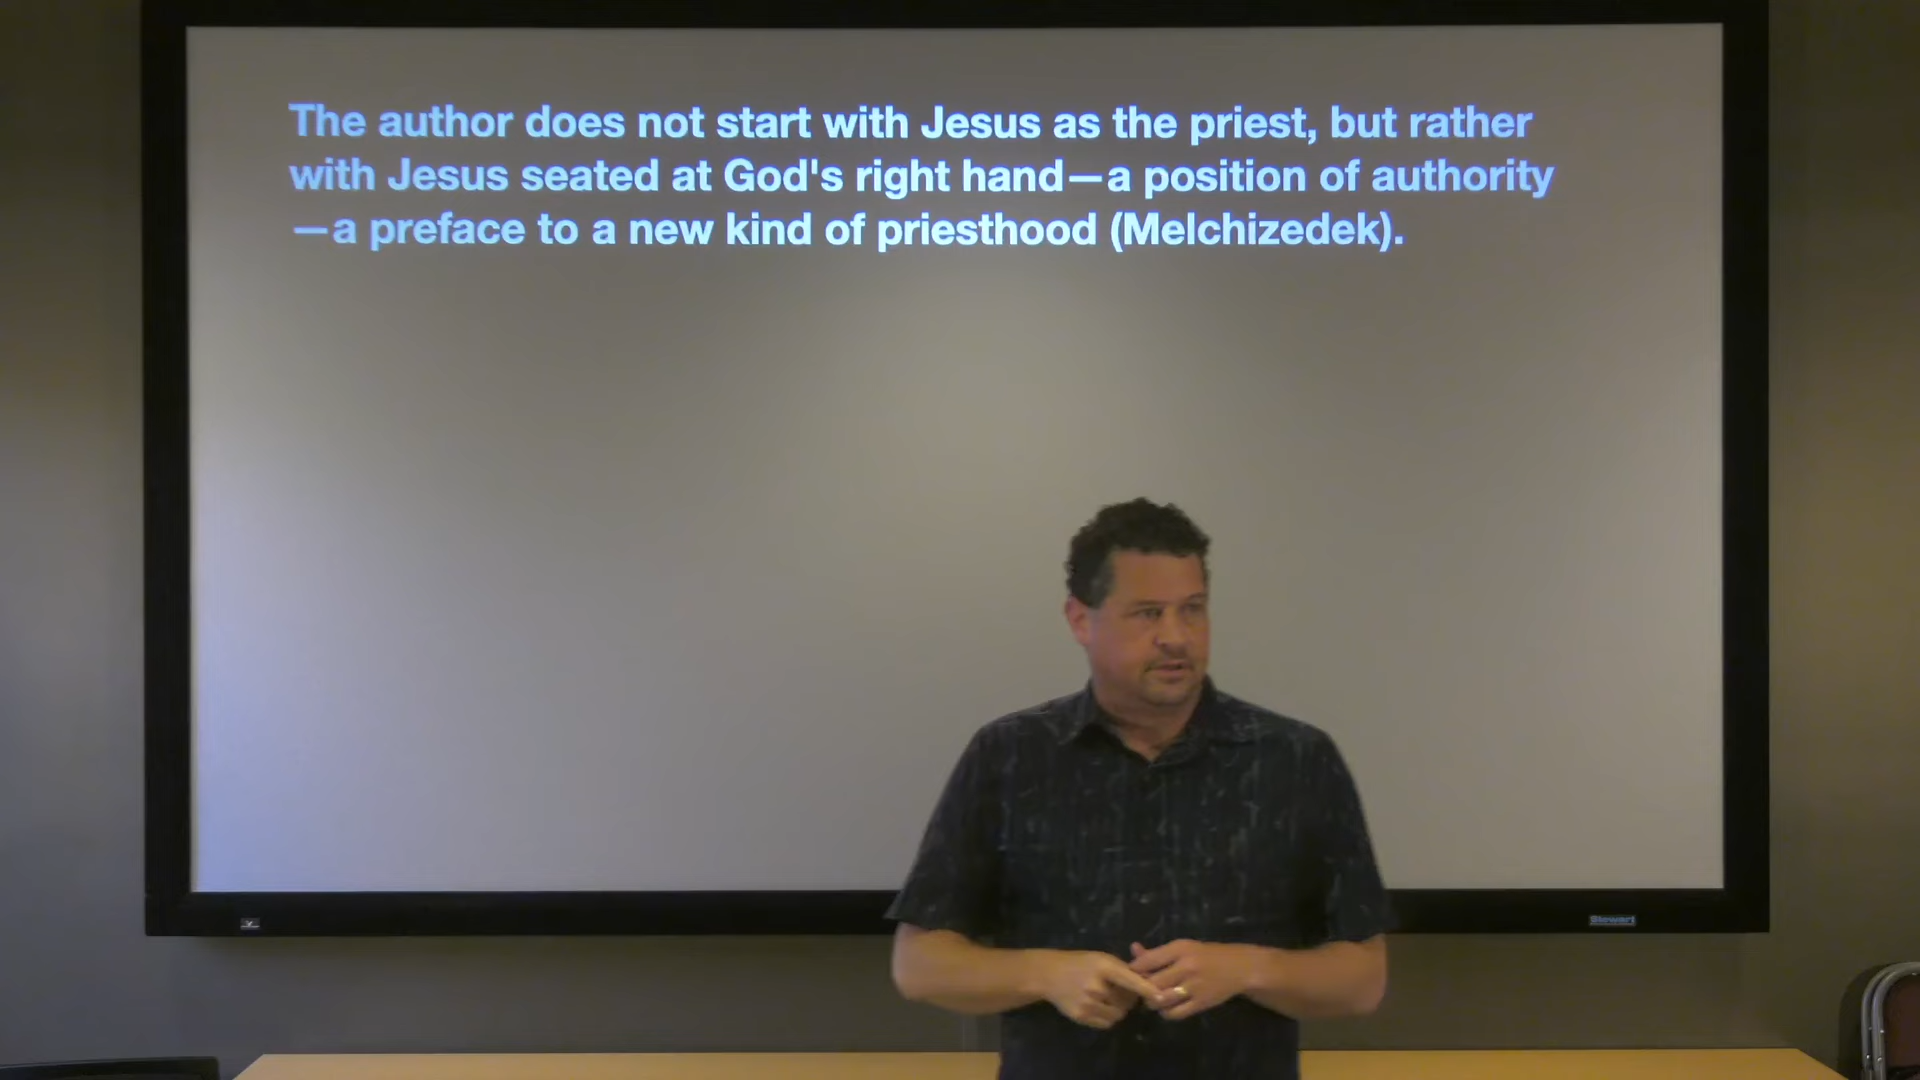 The author does not start with Jesus as the priest, but rather
with Jesus seated at God's right hand—a position of authority
—a preface to a new kind of priesthood (Melchizedek).
Stewart